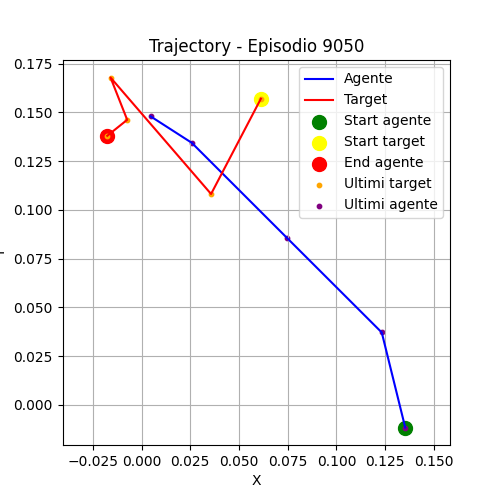 Trajectory - Episodio 9050
0.175
0.150
0.125
0.100
0.075
0.050
0.025
0.000
Agente
Target
Start agente
Start target
End agente
Ultimi target
Ultimi agente
−0.025 0.000 0.025 0.050 0.075 0.100 0.125 0.150
X